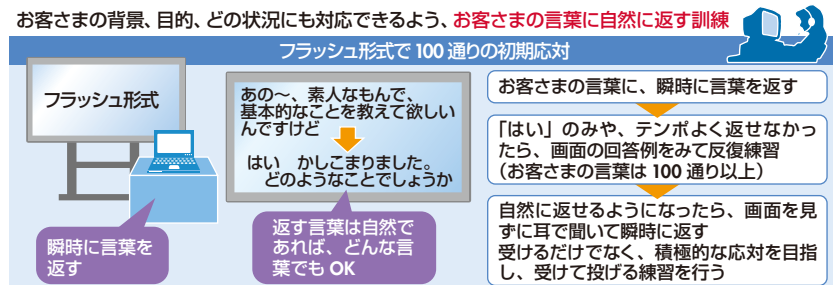 お客さまの背景、目的、どの状況にも対応できるよう、お客さまの言葉に自然に返す訓練
フラッシュ形式で 100 通りの初期応対
フラッシュ形式
瞬時に言葉を
返す
あの～、素人なもんで、
基本的なことを教えて欲しい
んですけど
はい　かしこまりました。
どのようなことでしょうか
返す言葉は自然で
あれば、どんな言
葉でも OK
お客さまの言葉に、瞬時に言葉を返す
「はい」のみや、テンポよく返せなかっ
たら、画面の回答例をみて反復練習
（お客さまの言葉は 100 通り以上）
自然に返せるようになったら、画面を見
ずに耳で聞いて瞬時に返す
受けるだけでなく、積極的な応対を目指
し、受けて投げる練習を行う